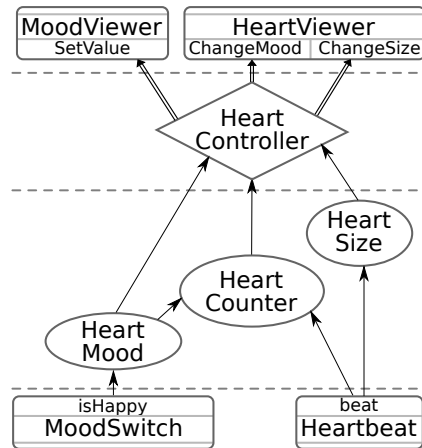 MoodViewer
SetValue
HeartViewer
ChangeMood ChangeSize
Heart
Controller
Heart
Size
Heart
Counter
Heart
Mood
isHappy
MoodSwitch
beat
Heartbeat